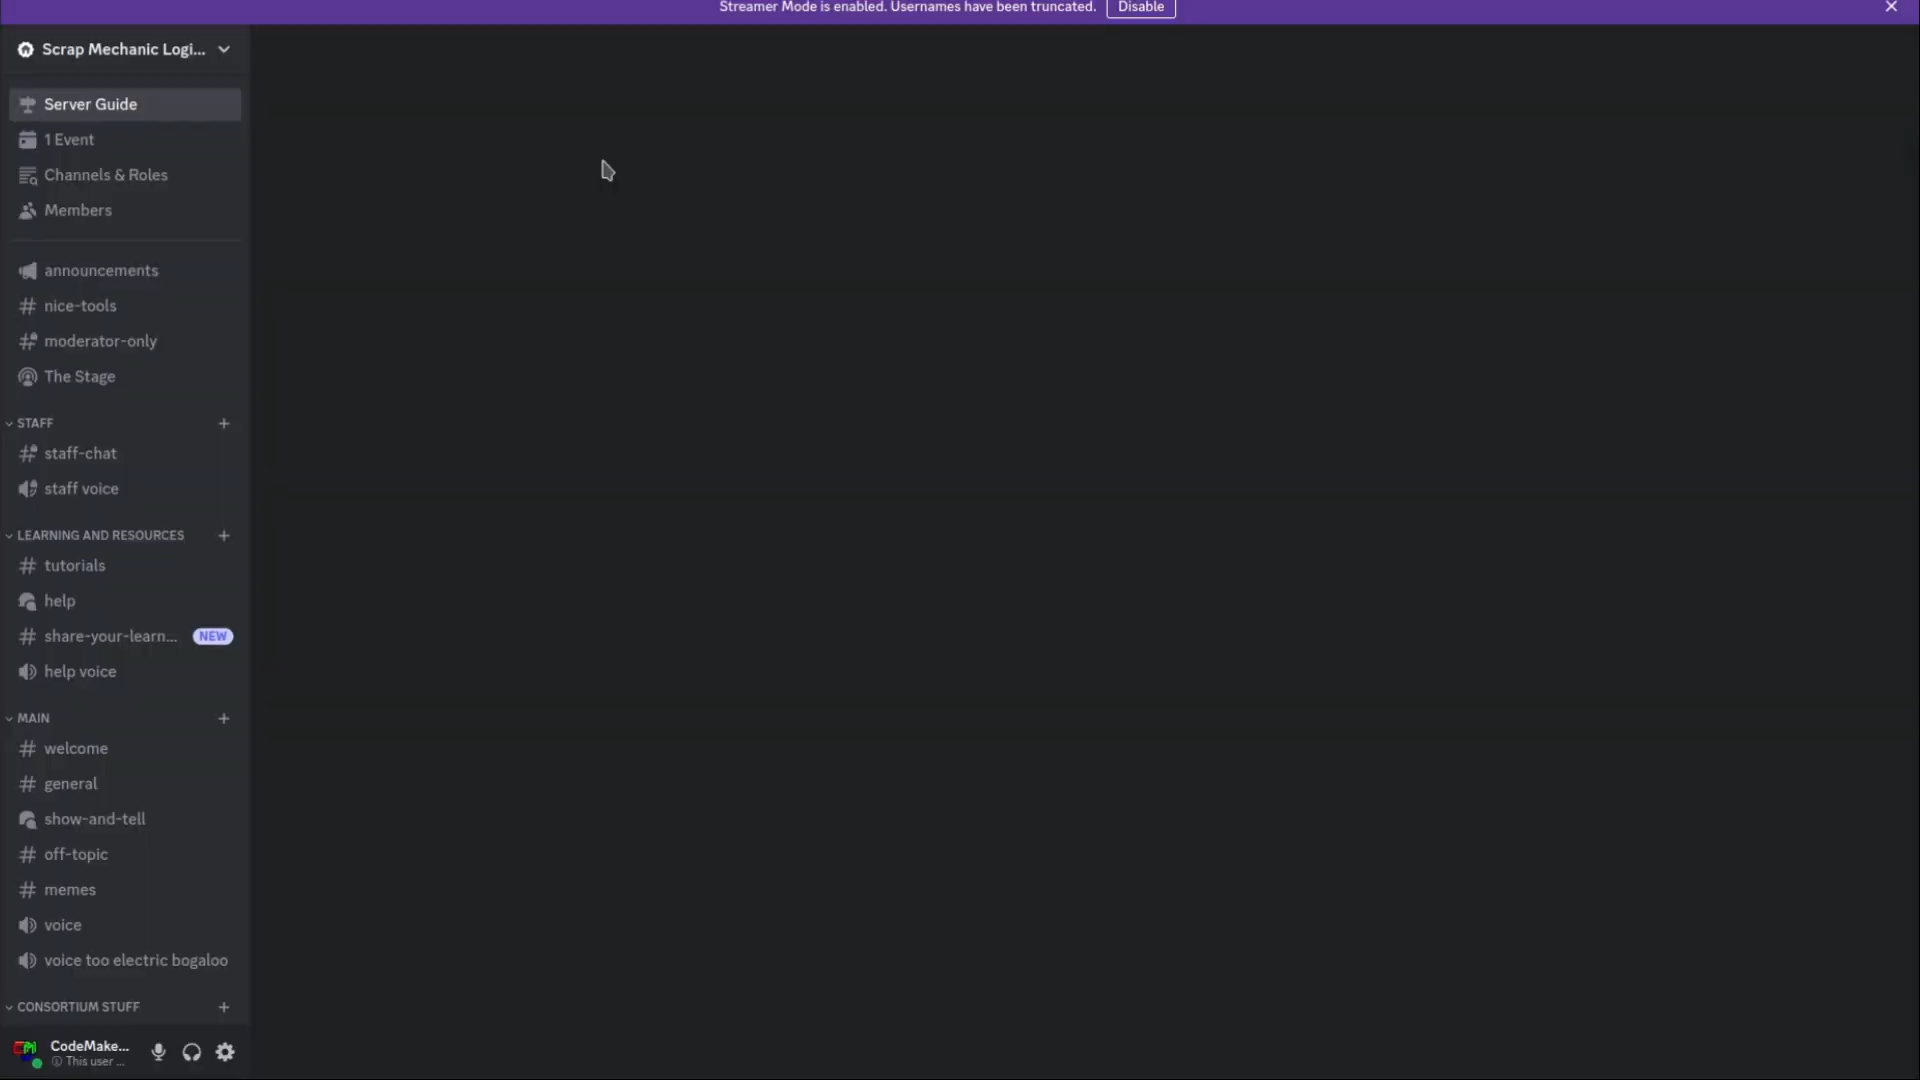 Streamer Mode is enabled. Usernames have been truncated. Disable
Scrap Mechanic Logi...
Server Guide
1 Event
Channels & Roles
Members
announcements
nice-tools
moderator-only
The Stage
STAFF
staff-chat
staff voice
LEARNING AND RESOURCES
tutorials
help
share-your-learn... NEW
help voice
MAIN
welcome
general
show-and-tell
off-topic
memes
voice
voice too electric bogaloo
CONSORTIUM STUFF
CodeMake...
This user ...